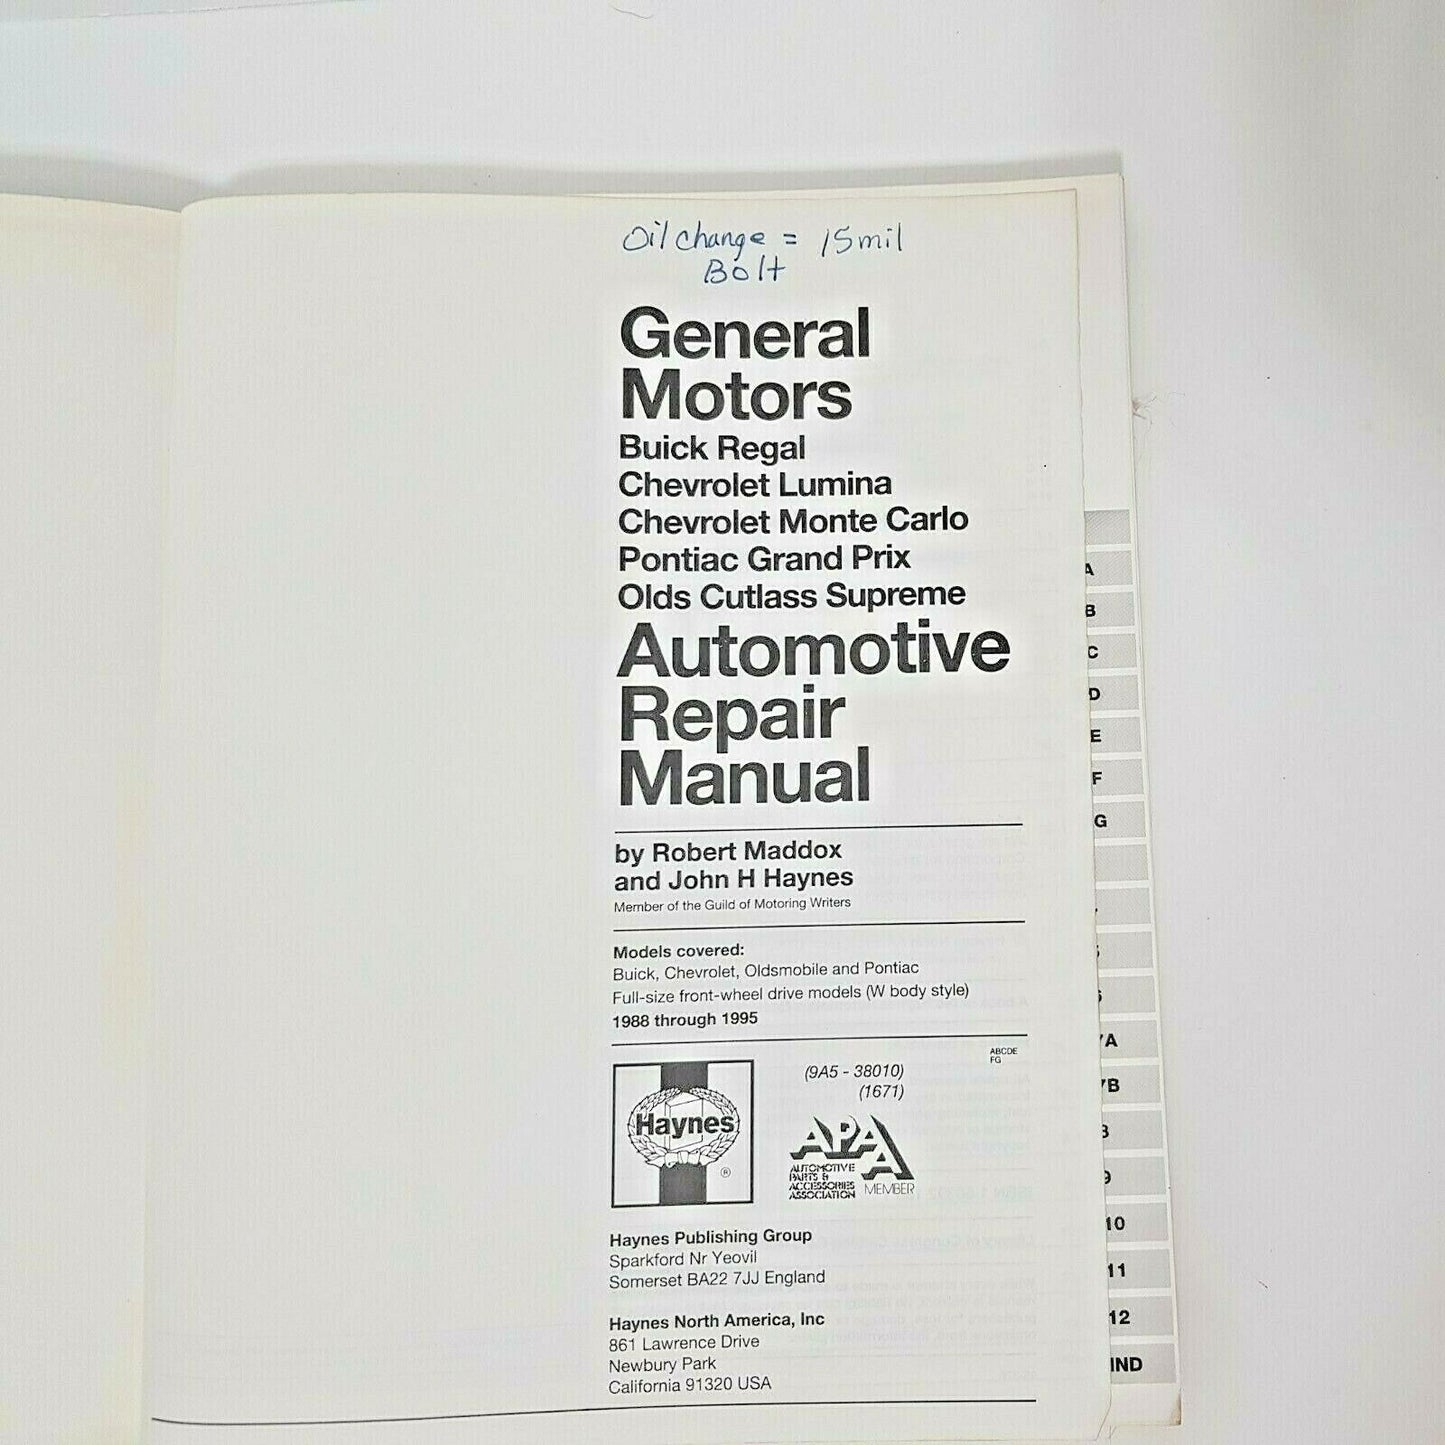 Oil change = 15mil
Bolt
General
Motors
Buick Regal
Chevrolet Lumina
Chevrolet Monte Carlo
Pontiac Grand Prix
Olds Cutlass Supreme
Automotive
Repair
Manual
by Robert Maddox
and John H Haynes
Member of the Guild of Motoring Writers
Models covered:
Buick, Chevrolet, Oldsmobile and Pontiac
Full-size front-wheel drive models (W body style)
1988 through 1995
ABCDE
FG
(9A5 - 38010)
(1671)
Haynes
®
APAA
AUTOMOTIVE
PARTS &
ACCESSORIES
ASSOCIATION
MEMBER
Haynes Publishing Group
Sparkford Nr Yeovil
Somerset BA22 7JJ England
Haynes North America, Inc
861 Lawrence Drive
Newbury Park
California 91320 USA
A
B
C
D
E
F
G
A
B
10
11
12
IND